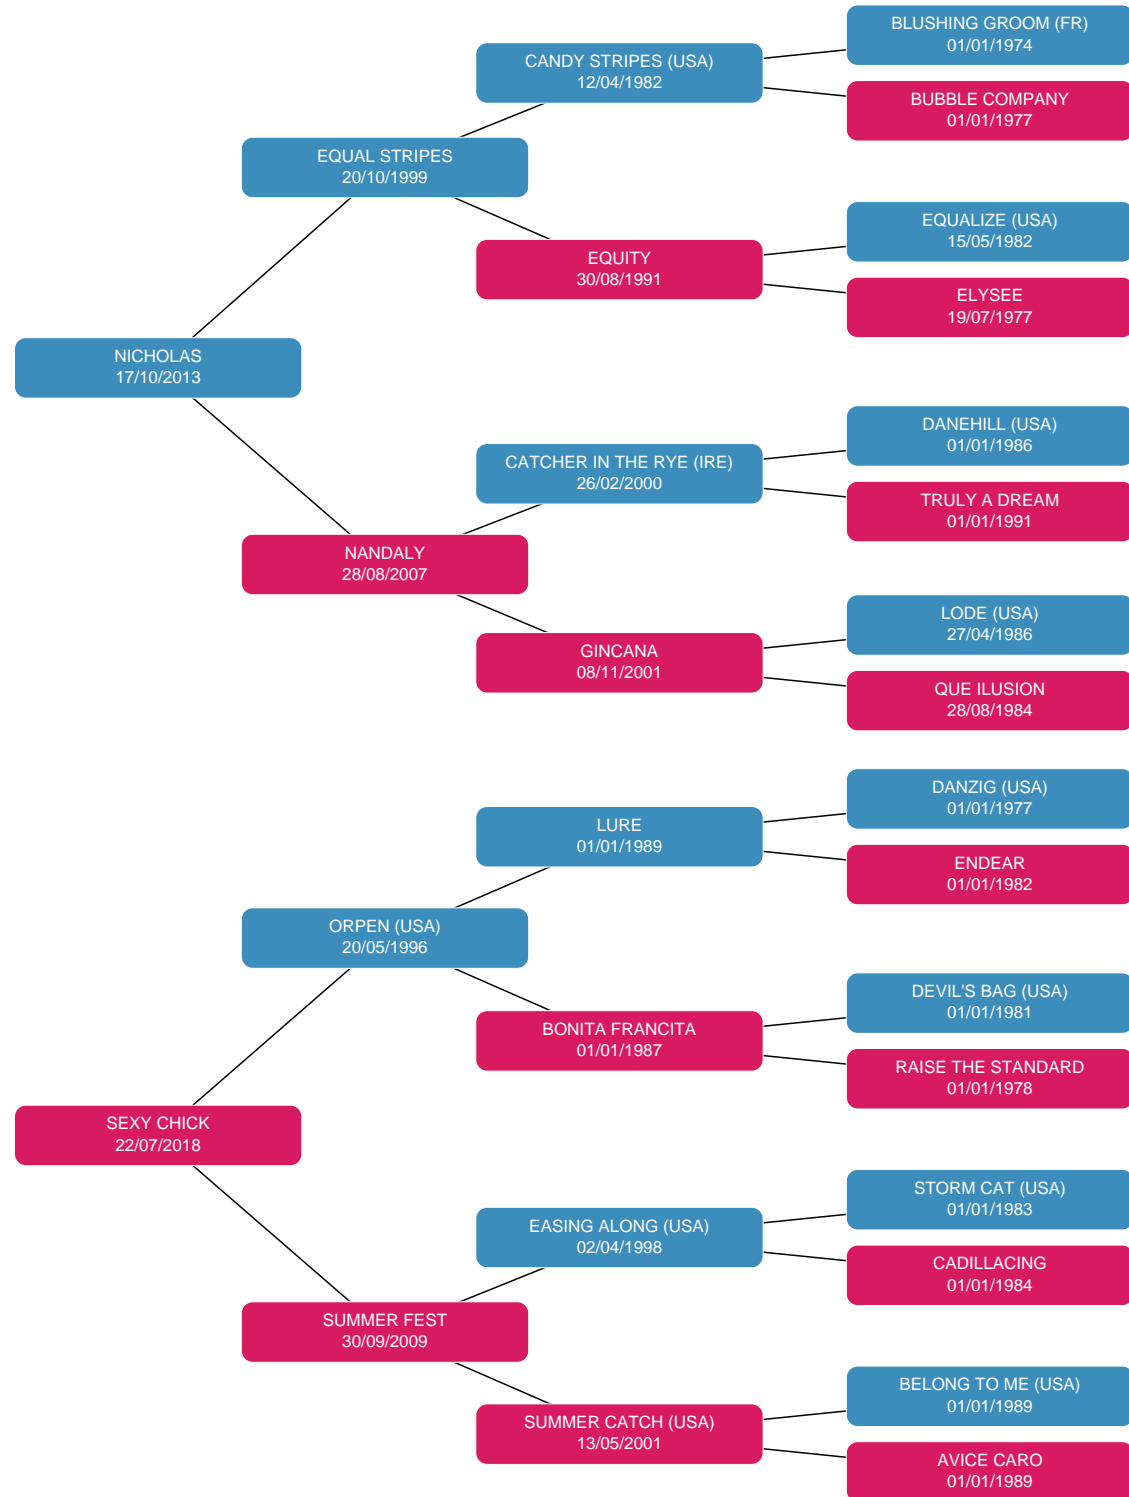 BLUSHING GROOM (FR)
01/01/1974
CANDY STRIPES (USA)
12/04/1982
BUBBLE COMPANY
01/01/1977
EQUAL STRIPES
20/10/1999
EQUALIZE (USA)
15/05/1982
EQUITY
30/08/1991
ELYSEE
19/07/1977
NICHOLAS
17/10/2013
DANEHILL (USA)
01/01/1986
CATCHER IN THE RYE (IRE)
26/02/2000
TRULY A DREAM
01/01/1991
NANDALY
28/08/2007
LODE (USA)
27/04/1986
GINCANA
08/11/2001
QUE ILUSION
28/08/1984
DANZIG (USA)
01/01/1977
LURE
01/01/1989
ENDEAR
01/01/1982
ORPEN (USA)
20/05/1996
DEVIL'S BAG (USA)
01/01/1981
BONITA FRANCITA
01/01/1987
RAISE THE STANDARD
01/01/1978
SEXY CHICK
22/07/2018
STORM CAT (USA)
01/01/1983
EASING ALONG (USA)
02/04/1998
CADILLACING
01/01/1984
SUMMER FEST
30/09/2009
BELONG TO ME (USA)
01/01/1989
SUMMER CATCH (USA)
13/05/2001
AVICE CARO
01/01/1989